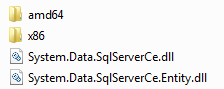 amd64
x86
System.Data.SqlServerCe.dll
System.Data.SqlServerCe.Entity.dll